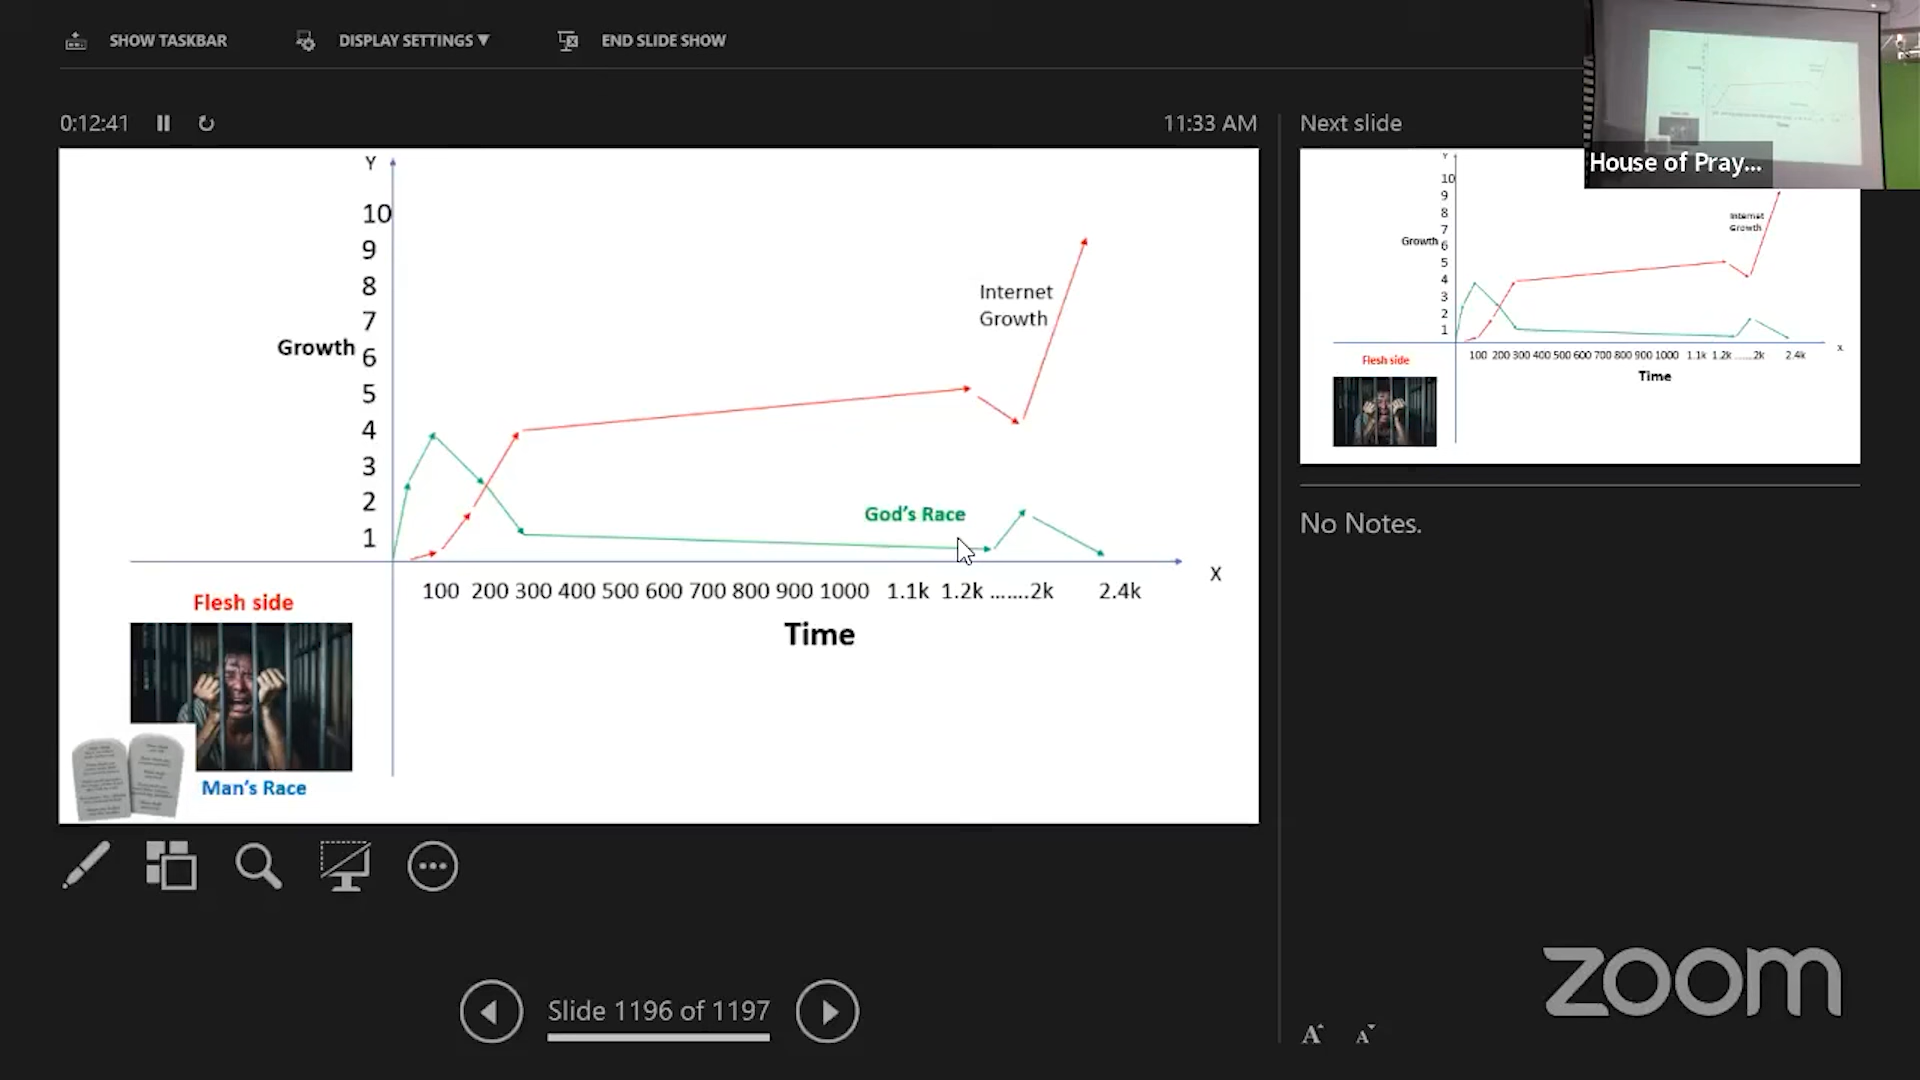 SHOW TASKBAR
DISPLAY SETTINGS ▼
END SLIDE SHOW
0:12:41
11:33 AM
Next slide
House of Pray...
Y
10
9
8
7
Growth
6
5
4
3
2
1
Internet
Growth
God's Race
X
100 200 300 400 500 600 700 800 900 1000 1.1k 1.2k .......2k 2.4k
Time
Flesh side
Man's Race
Y
10
9
8
7
Growth 6
5
4
3
2
1
Internet
Growth
X
100 200 300 400 500 600 700 800 900 1000 1.1k 1.2k .......2k 2.4k
Time
Flesh side
No Notes.
Slide 1196 of 1197
A A
zoom